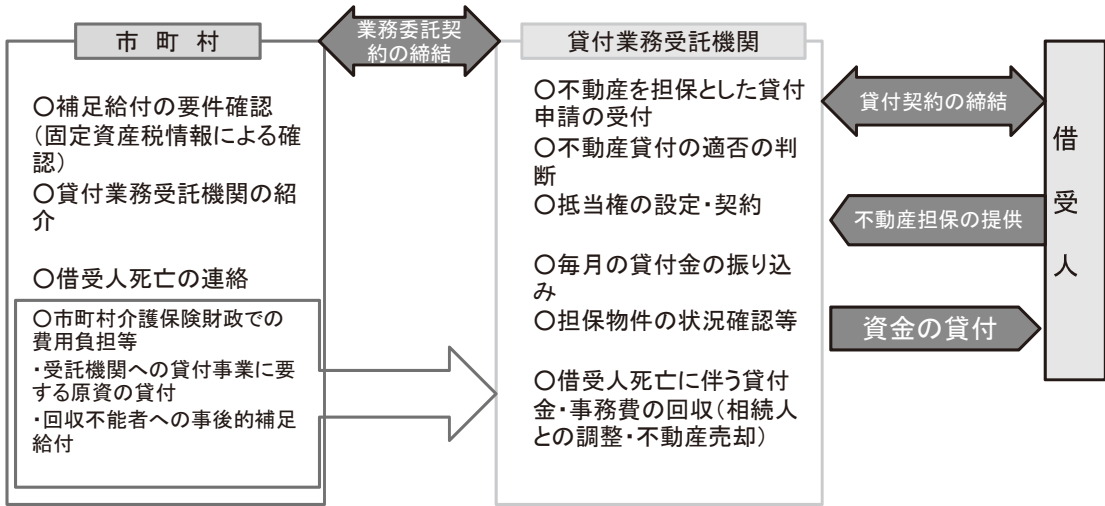 市 町 村
○補足給付の要件確認
(固定資産税情報による確
認)
○貸付業務受託機関の紹
介
○借受人死亡の連絡
○市町村介護保険財政での
費用負担等
・受託機関への貸付事業に要
する原資の貸付
・回収不能者への事後的補足
給付
業務委託契
約の締結
貸付業務受託機関
○不動産を担保とした貸付
申請の受付
○不動産貸付の適否の判
断
○抵当権の設定・契約
○毎月の貸付金の振り込
み
○担保物件の状況確認等
○借受人死亡に伴う貸付
金・事務費の回収(相続人
との調整・不動産売却)
貸付契約の締結
不動産担保の提供
資金の貸付
借
受
人